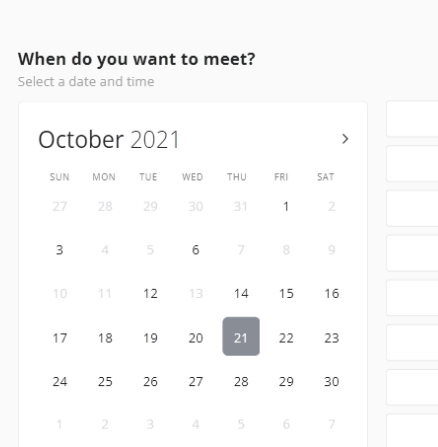 When do you want to meet?
Select a date and time
October 2021
SUN MON TUE WED THU FRI SAT
27 28 29 30 31 1 2
3 4 5 6 7 8 9
10 11 12 13 14 15 16
17 18 19 20 21 22 23
24 25 26 27 28 29 30
1 2 3 4 5 6 7